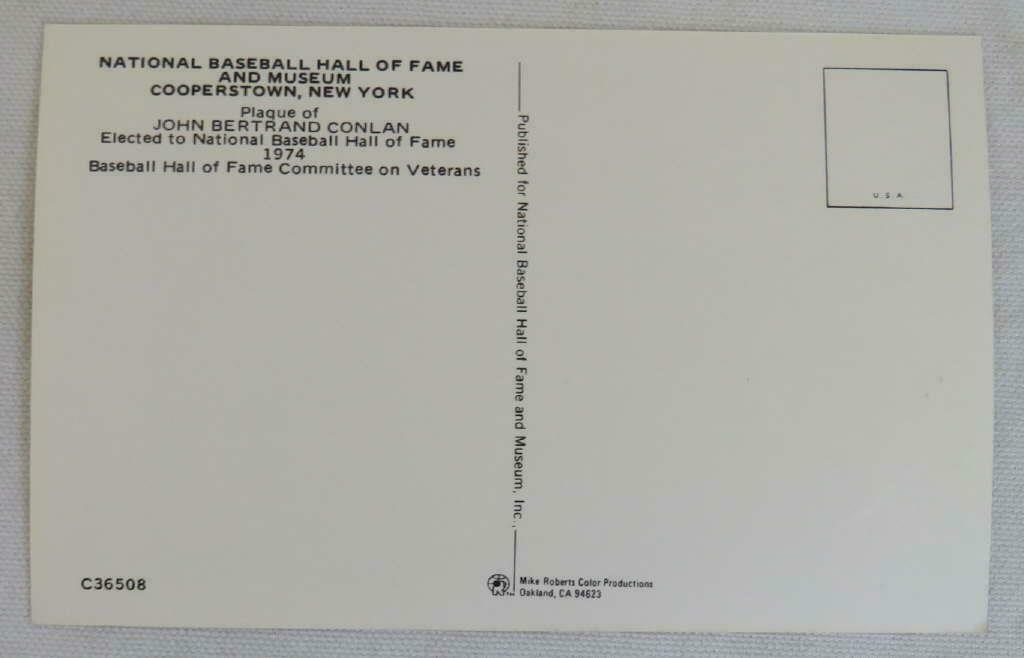 NATIONAL BASEBALL HALL OF FAME
AND MUSEUM
COOPERSTOWN, NEW YORK
Plaque of
JOHN BERTRAND CONLAN
Elected to National Baseball Hall of Fame
1974
Baseball Hall of Fame Committee on Veterans
C36508
Published for National Baseball Hall of Fame and Museum, Inc.,
Mike Roberts Color Productions
Oakland, CA 94623
U.S.A.